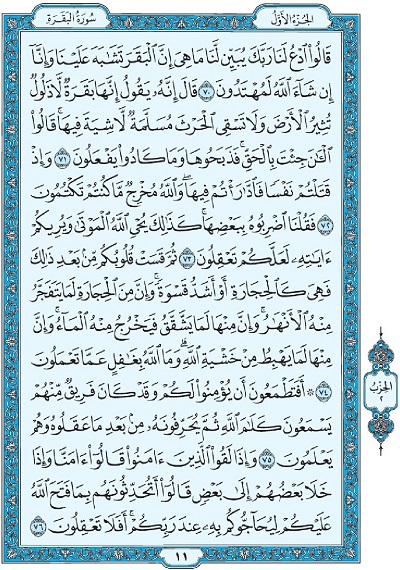 سُورَةُ البَقَرَةِ
الجُزْءُ الأَوَّلُ
قَالُوا۟ ٱدْعُ لَنَا رَبَّكَ يُبَيِّن لَّنَا مَا هِىَ إِنَّ ٱلْبَقَرَ تَشَٰبَهَ عَلَيْنَا وَإِنَّآ
إِن شَآءَ ٱللَّهُ لَمُهْتَدُونَ ٧٠ قَالَ إِنَّهُۥ يَقُولُ إِنَّهَا بَقَرَةٌ لَّا ذَلُولٌ
تُثِيرُ ٱلْأَرْضَ وَلَا تَسْقِى ٱلْحَرْثَ مُسَلَّمَةٌ لَّا شِيَةَ فِيهَا ۚ قَالُوا۟
ٱلْـَٰٔنَ جِئْتَ بِٱلْحَقِّ ۚ فَذَبَحُوهَا وَمَا كَادُوا۟ يَفْعَلُونَ ٧١ وَإِذْ
قَتَلْتُمْ نَفْسًا فَٱدَّٰرَْٰٔتُمْ فِيهَا ۖ وَٱللَّهُ مُخْرِجٌ مَّا كُنتُمْ تَكْتُمُونَ
٧٢ فَقُلْنَا ٱضْرِبُوهُ بِبَعْضِهَا ۚ كَذَٰلِكَ يُحْىِ ٱللَّهُ ٱلْمَوْتَىٰ وَيُرِيكُمْ
ءَايَٰتِهِۦ لَعَلَّكُمْ تَعْقِلُونَ ٧٣ ثُمَّ قَسَتْ قُلُوبُكُم مِّنۢ بَعْدِ ذَٰلِكَ
فَهِىَ كَٱلْحِجَارَةِ أَوْ أَشَدُّ قَسْوَةً ۚ وَإِنَّ مِنَ ٱلْحِجَارَةِ لَمَا يَتَفَجَّرُ
مِنْهُ ٱلْأَنْهَٰرُ ۚ وَإِنَّ مِنْهَا لَمَا يَشَّقَّقُ فَيَخْرُجُ مِنْهُ ٱلْمَآءُ ۚ وَإِنَّ
مِنْهَا لَمَا يَهْبِطُ مِنْ خَشْيَةِ ٱللَّهِ ۗ وَمَا ٱللَّهُ بِغَٰفِلٍ عَمَّا تَعْمَلُونَ
٧٤ ۞ أَفَتَطْمَعُونَ أَن يُؤْمِنُوا۟ لَكُمْ وَقَدْ كَانَ فَرِيقٌ مِّنْهُمْ
يَسْمَعُونَ كَلَٰمَ ٱللَّهِ ثُمَّ يُحَرِّفُونَهُۥ مِنۢ بَعْدِ مَا عَقَلُوهُ وَهُمْ
يَعْلَمُونَ ٧٥ وَإِذَا لَقُوا۟ ٱلَّذِينَ ءَامَنُوا۟ قَالُوٓا۟ ءَامَنَّا وَإِذَا
خَلَا بَعْضُهُمْ إِلَىٰ بَعْضٍ قَالُوٓا۟ أَتُحَدِّثُونَهُم بِمَا فَتَحَ ٱللَّهُ
عَلَيْكُمْ لِيُحَآجُّوكُم بِهِۦ عِندَ رَبِّكُمْ ۚ أَفَلَا تَعْقِلُونَ ٧٦
الحِزْبُ
٢
١١